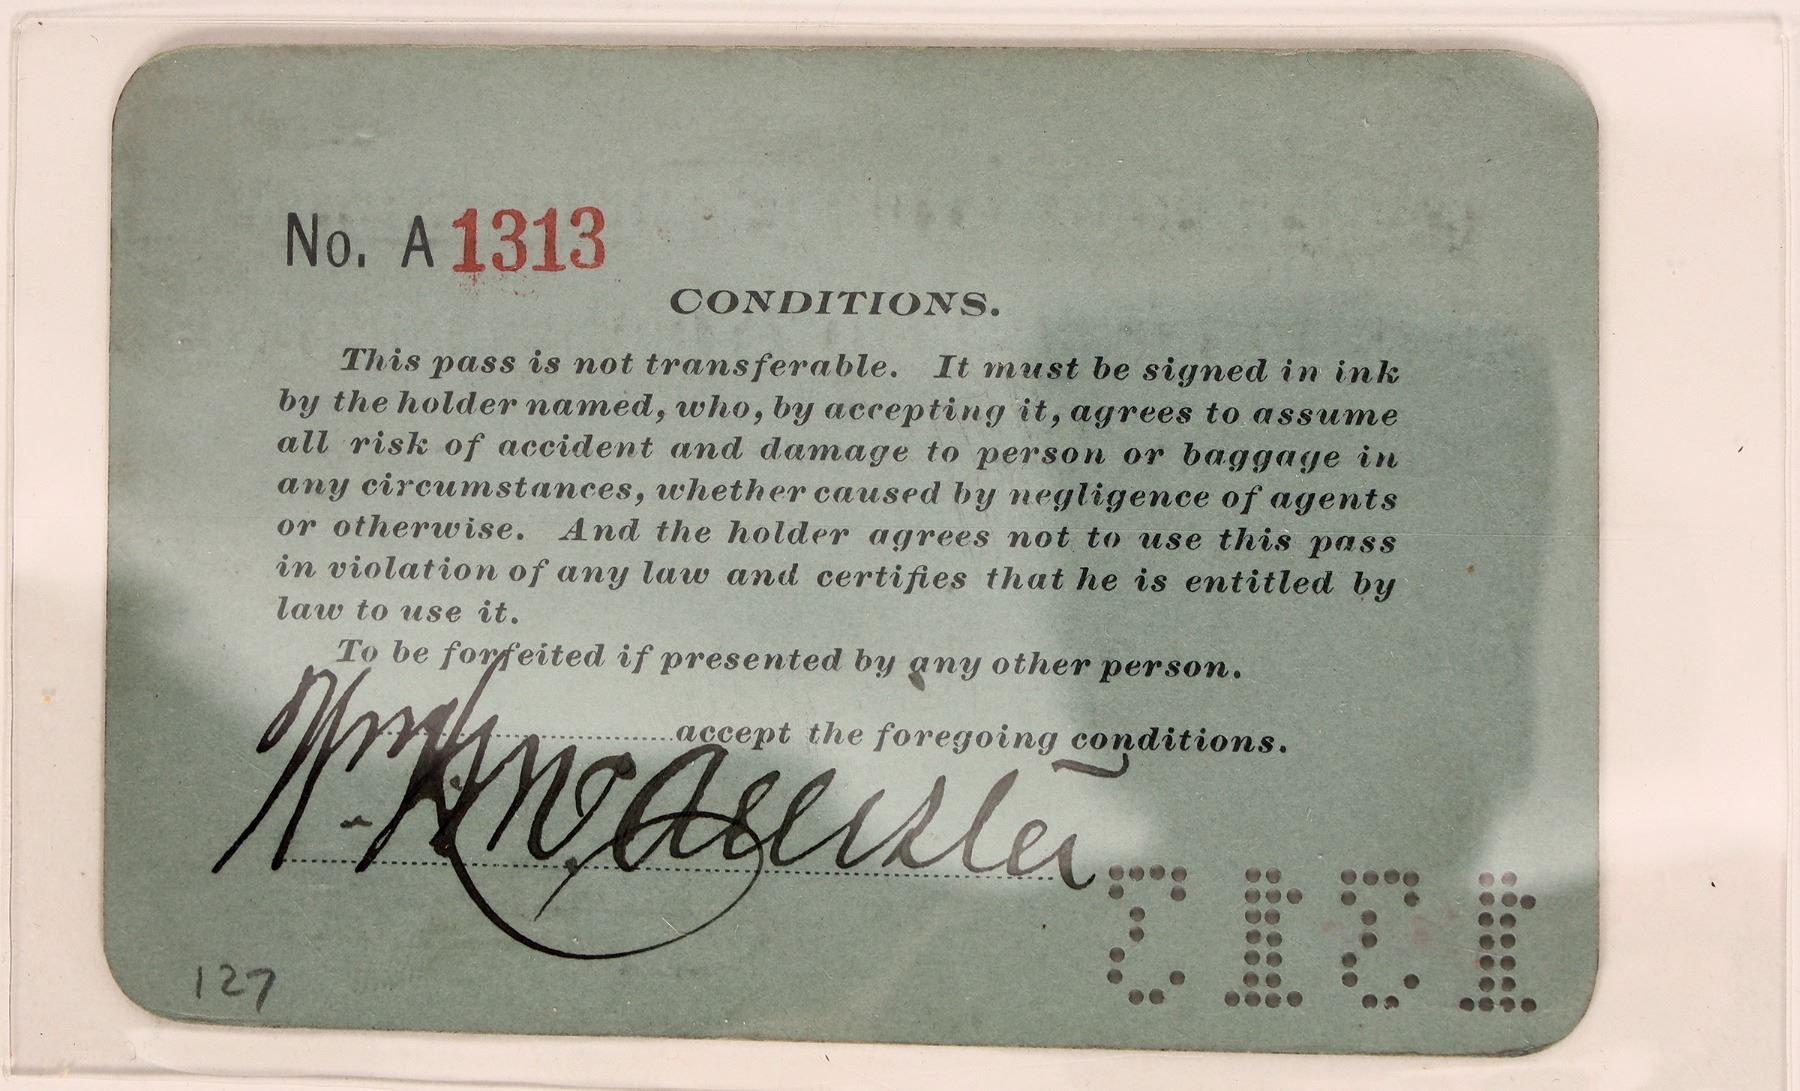 No. A 1313
CONDITIONS.
This pass is not transferable. It must be signed in ink
by the holder named, who, by accepting it, agrees to assume
all risk of accident and damage to person or baggage in
any circumstances, whether caused by negligence of agents
or otherwise. And the holder agrees not to use this pass
in violation of any law and certifies that he is entitled by
law to use it.
To be forfeited if presented by any other person.
accept the foregoing conditions.
McAllister
1313
127